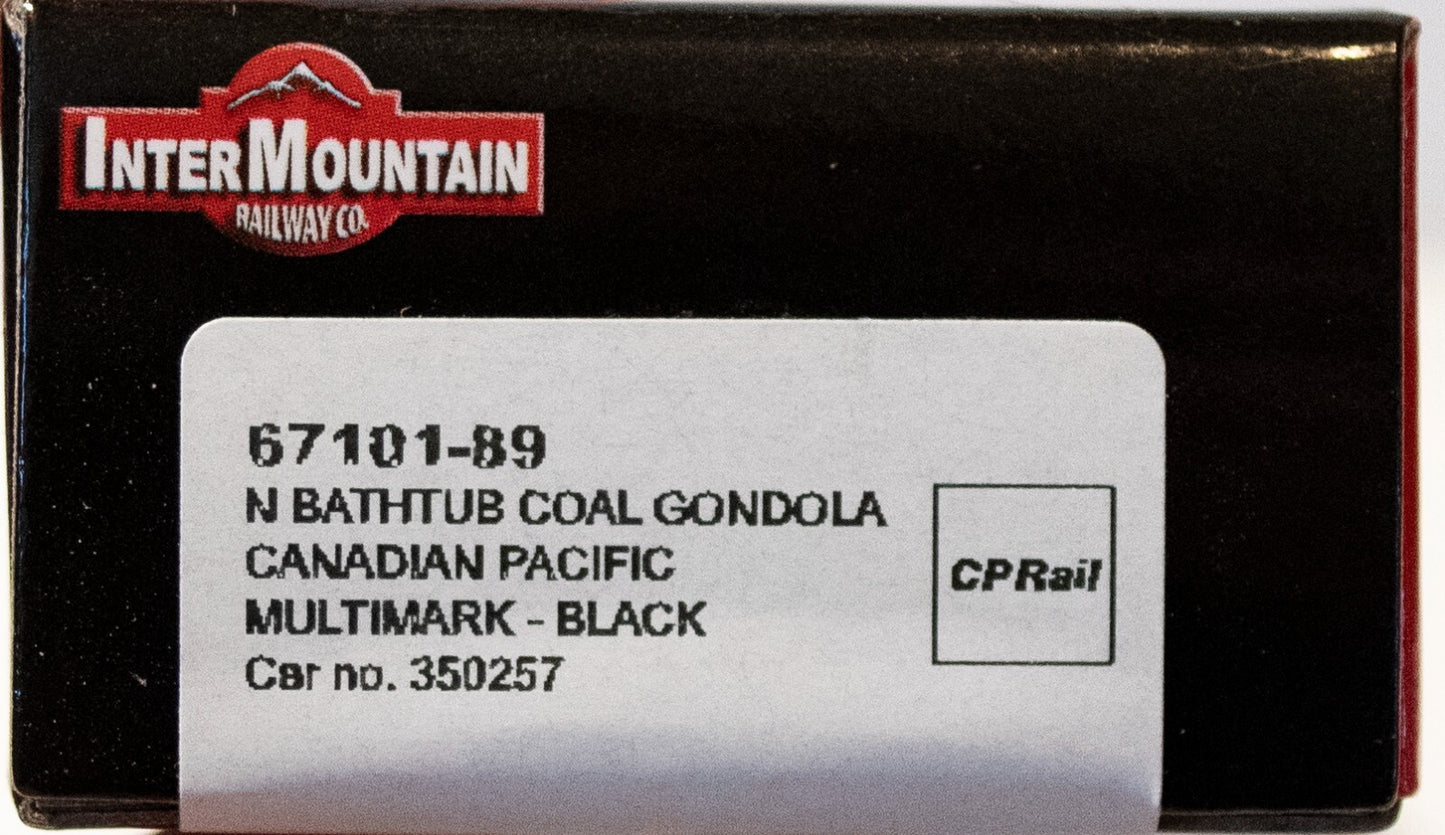 INTERMOUNTAIN
RAILWAY CO.
67101-89
N BATHTUB COAL GONDOLA
CANADIAN PACIFIC
MULTIMARK - BLACK
Car no. 350257
CPRail